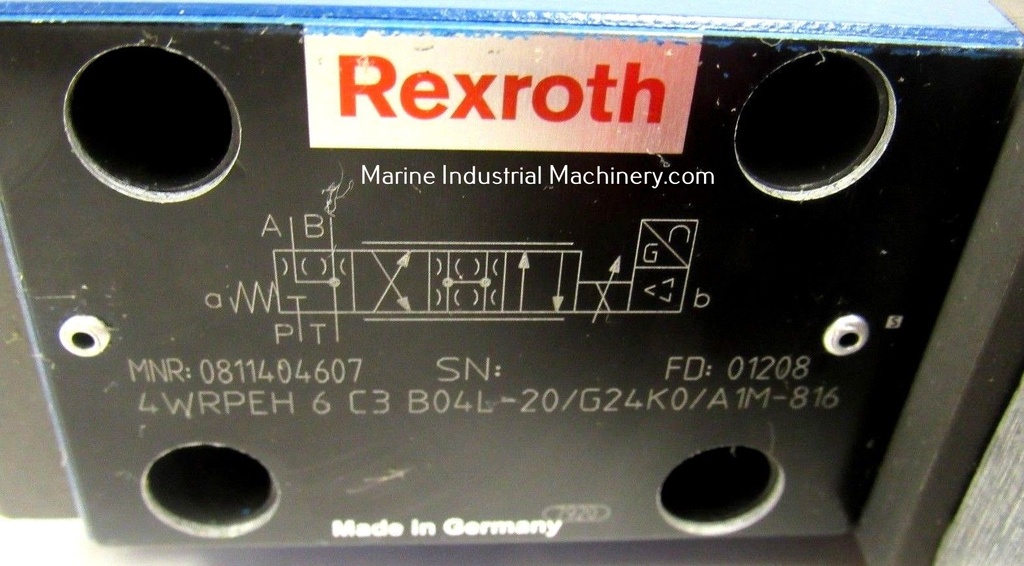 Rexroth
Marine Industrial Machinery.com
A B
G
a b
P T
MNR: 0811404607 SN: FD: 01208
4WRPEH 6 C3 B04L-20/G24K0/A1M-816
Made in Germany 7920
S